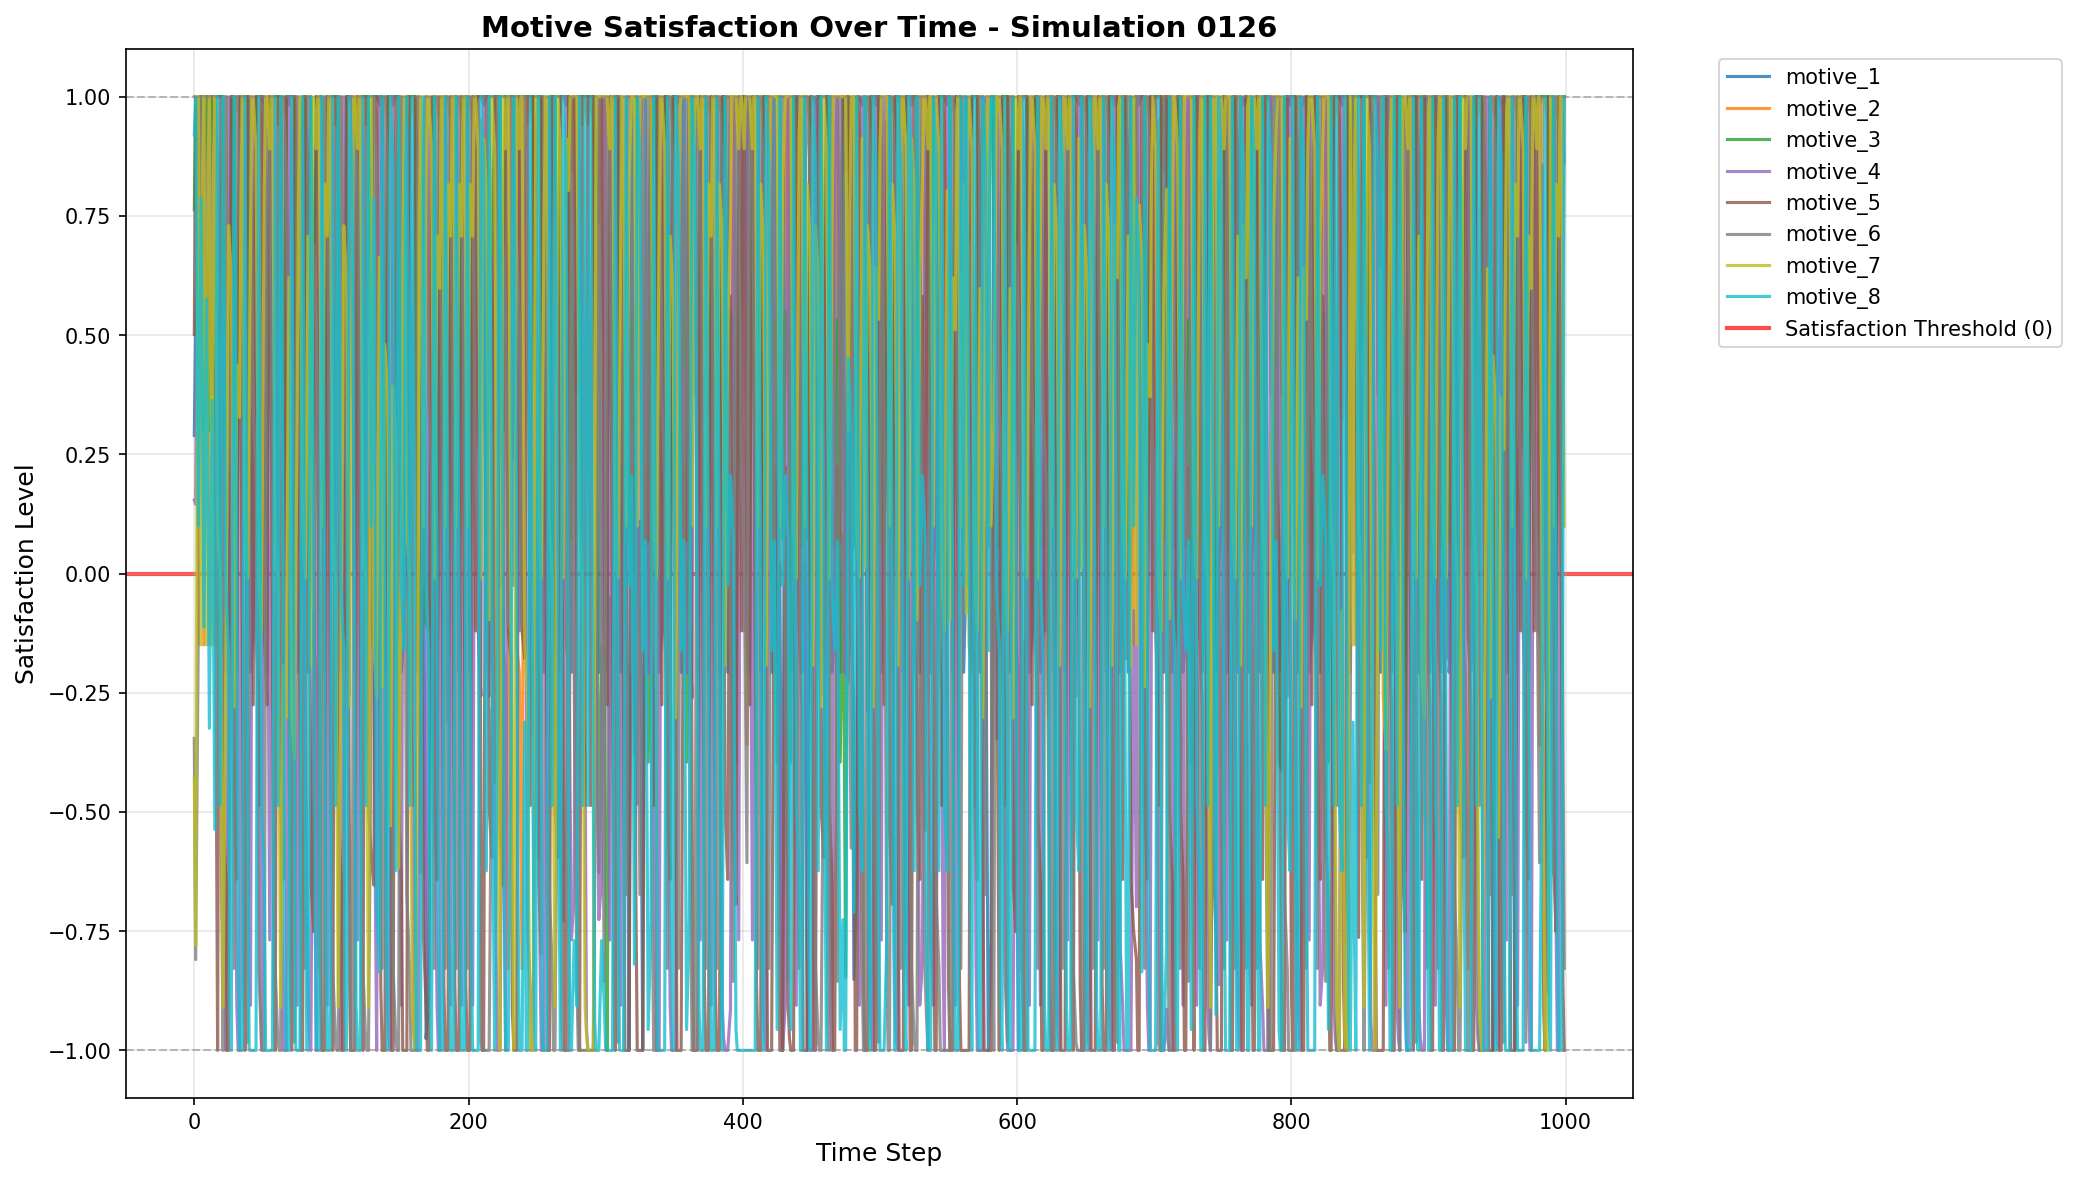 Motive Satisfaction Over Time - Simulation 0126
1.00
0.75
0.50
0.25
0.00
−0.25
−0.50
−0.75
−1.00
Satisfaction Level
0
200
400
600
800
1000
Time Step
motive_1
motive_2
motive_3
motive_4
motive_5
motive_6
motive_7
motive_8
Satisfaction Threshold (0)